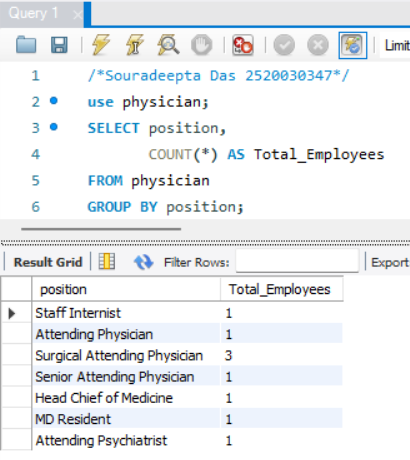 Query 1
Limit
1 /*Souradeepta Das 2520030347*/
2 use physician;
3 SELECT position,
4 COUNT(*) AS Total_Employees
5 FROM physician
6 GROUP BY position;
Result Grid Filter Rows: Export
position Total_Employees
Staff Internist 1
Attending Physician 1
Surgical Attending Physician 3
Senior Attending Physician 1
Head Chief of Medicine 1
MD Resident 1
Attending Psychiatrist 1